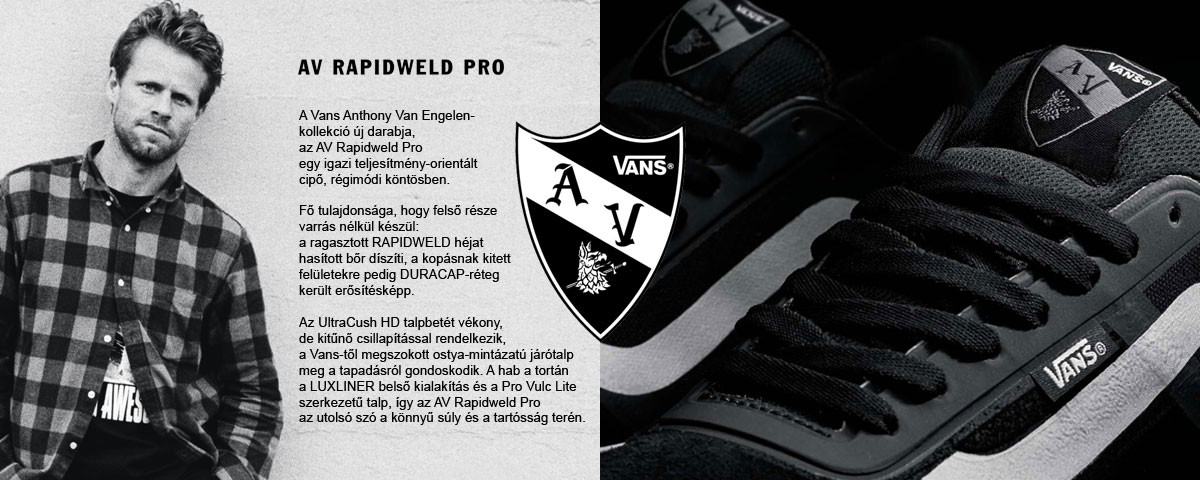 AV RAPIDWELD PRO
A Vans Anthony Van Engelen-
kollekció új darabja,
az AV Rapidweld Pro
egy igazi teljesítmény-orientált
cipő, régimódi köntösben.
Fő tulajdonsága, hogy felső része
varrás nélkül készül:
a ragasztott RAPIDWELD héjat
hasított bőr díszíti, a kopásnak kitett
felületekre pedig DURACAP-réteg
került erősítésképp.
Az UltraCush HD talpbetét vékony,
de kitűnő csillapítással rendelkezik,
a Vans-től megszokott ostya-mintázatú járótalp
meg a tapadásról gondoskodik. A hab a tortán
a LUXLINER belső kialakítás és a Pro Vulc Lite
szerkezetű talp, így az AV Rapidweld Pro
az utolsó szó a könnyű súly és a tartósság terén.
AWES
VANS®
A
V
VANS
AV
VANS®
AV
VANS®